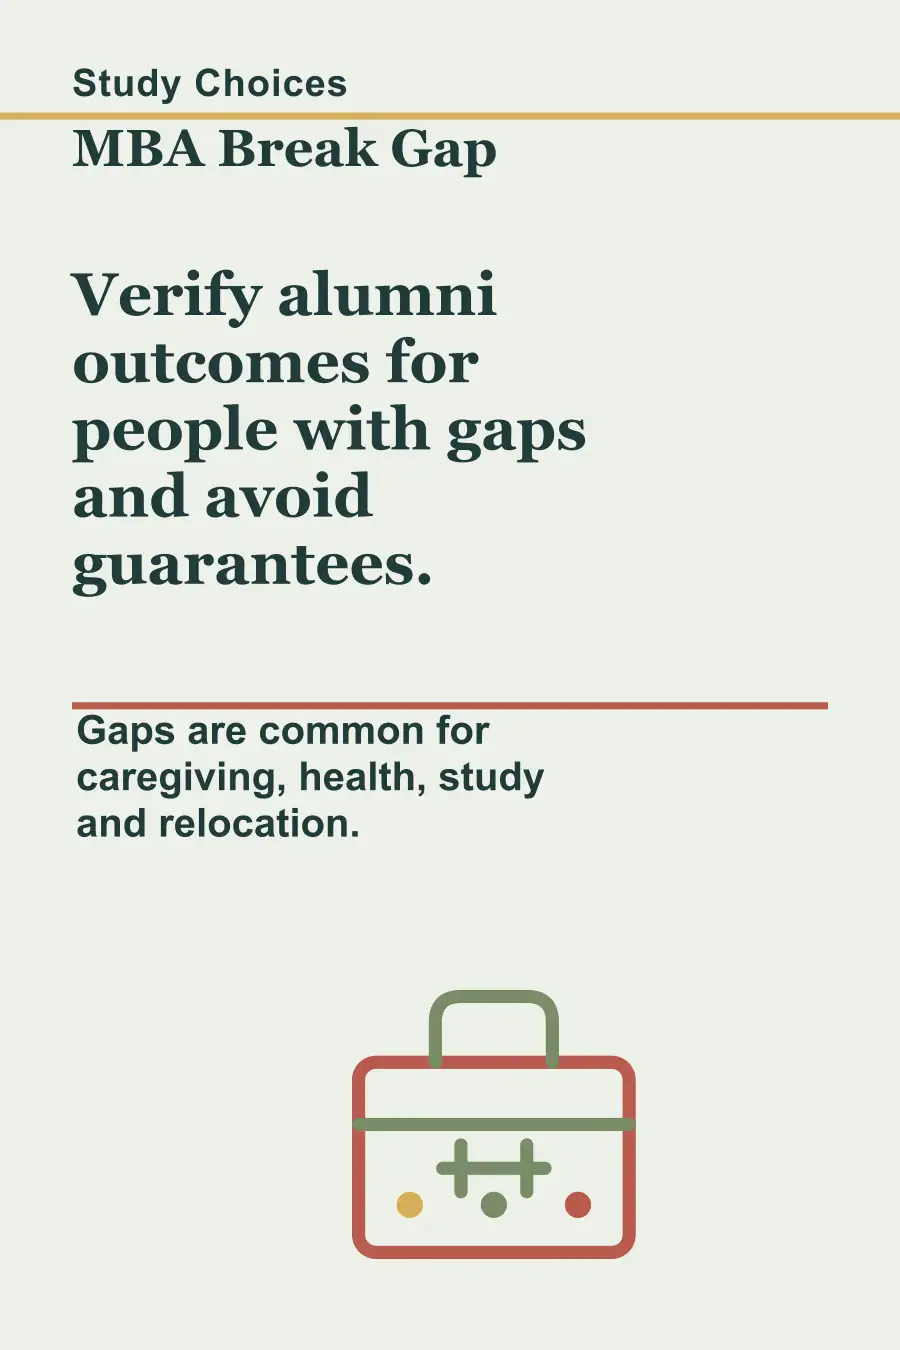 Study Choices
MBA Break Gap
Verify alumni
outcomes for
people with gaps
and avoid
guarantees.
Gaps are common for
caregiving, health, study
and relocation.